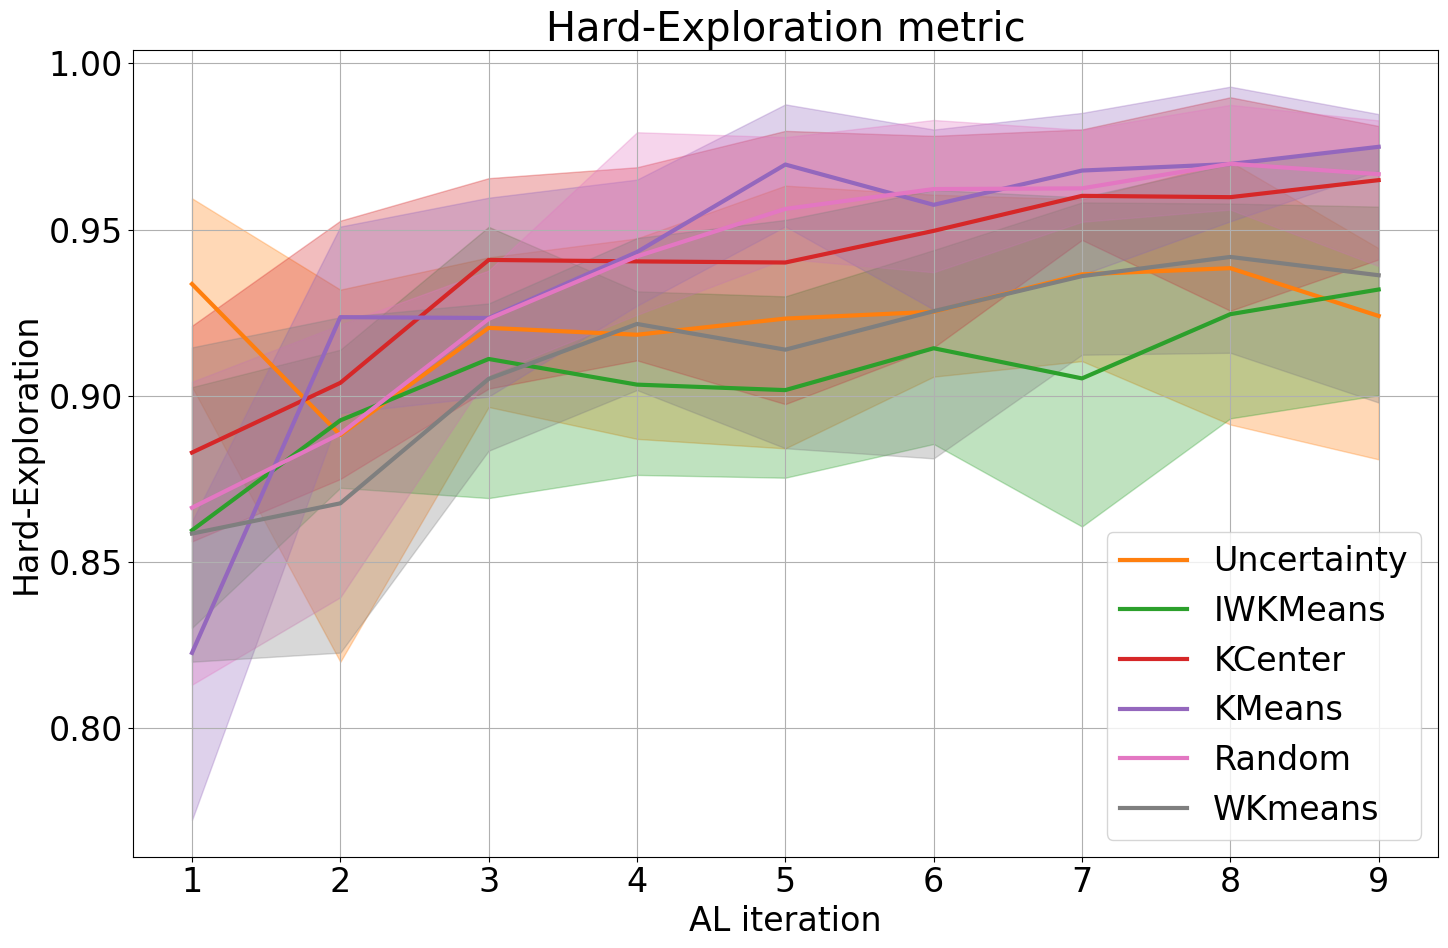 Hard-Exploration metric
Hard-Exploration
1.00
0.95
0.90
0.85
0.80
1 2 3 4 5 6 7 8 9
AL iteration
Uncertainty
IWKMeans
KCenter
KMeans
Random
WKmeans